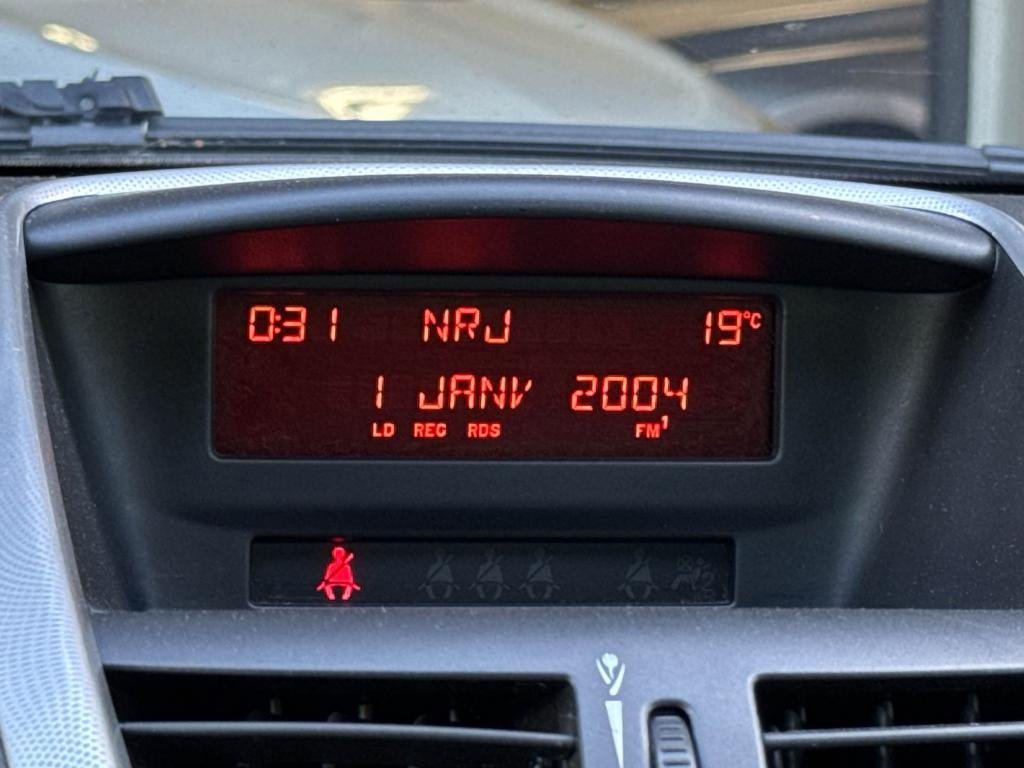 0:31 NRJ 19°C
1 JANV 2004
LD REG RDS FM1